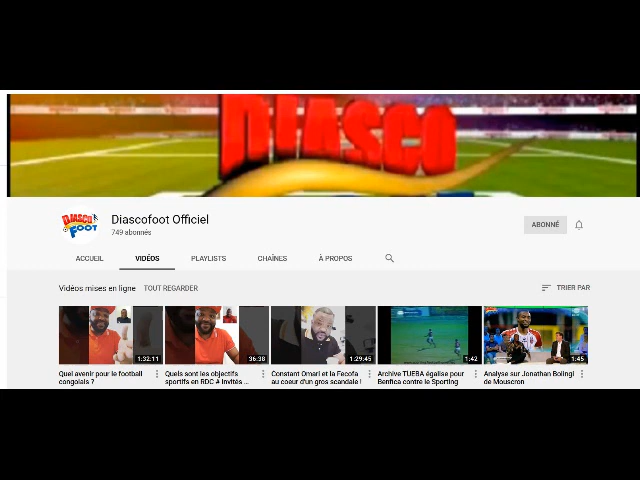 DIASCO
DIASCO
FOOT
Diascofoot Officiel
749 abonnés
ABONNÉ
ACCUEIL
VIDÉOS
PLAYLISTS
CHAÎNES
À PROPOS
Vidéos mises en ligne
TOUT REGARDER
TRIER PAR
1:32:11
36:38
1:29:45
1:42
1:45
Quel avenir pour le football
congolais ?
Quels sont les objectifs
sportifs en RDC # Invités ...
Constant Omari et la Fecofa
au coeur d'un gros scandale !
Archive TUEBA égalise pour
Benfica contre le Sporting
Analyse sur Jonathan Bolingi
de Mouscron